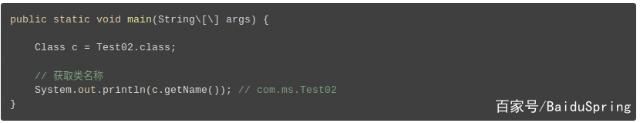 public static void main(String\[\] args) {
Class c = Test02.class;
// 获取类名称
System.out.println(c.getName()); // com.ms.Test02
}
百家号/BaiduSpring